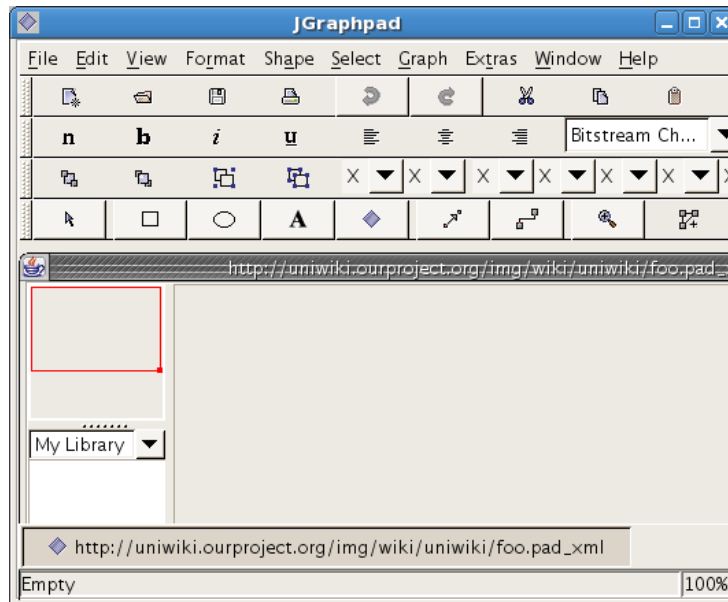 JGraphpad
File Edit View Format Shape Select Graph Extras Window Help
n b i u Bitstream Ch...
X X X X X X
A
http://uniwiki.ourproject.org/img/wiki/uniwiki/foo.pad_
My Library
http://uniwiki.ourproject.org/img/wiki/uniwiki/foo.pad_xml
Empty 100%